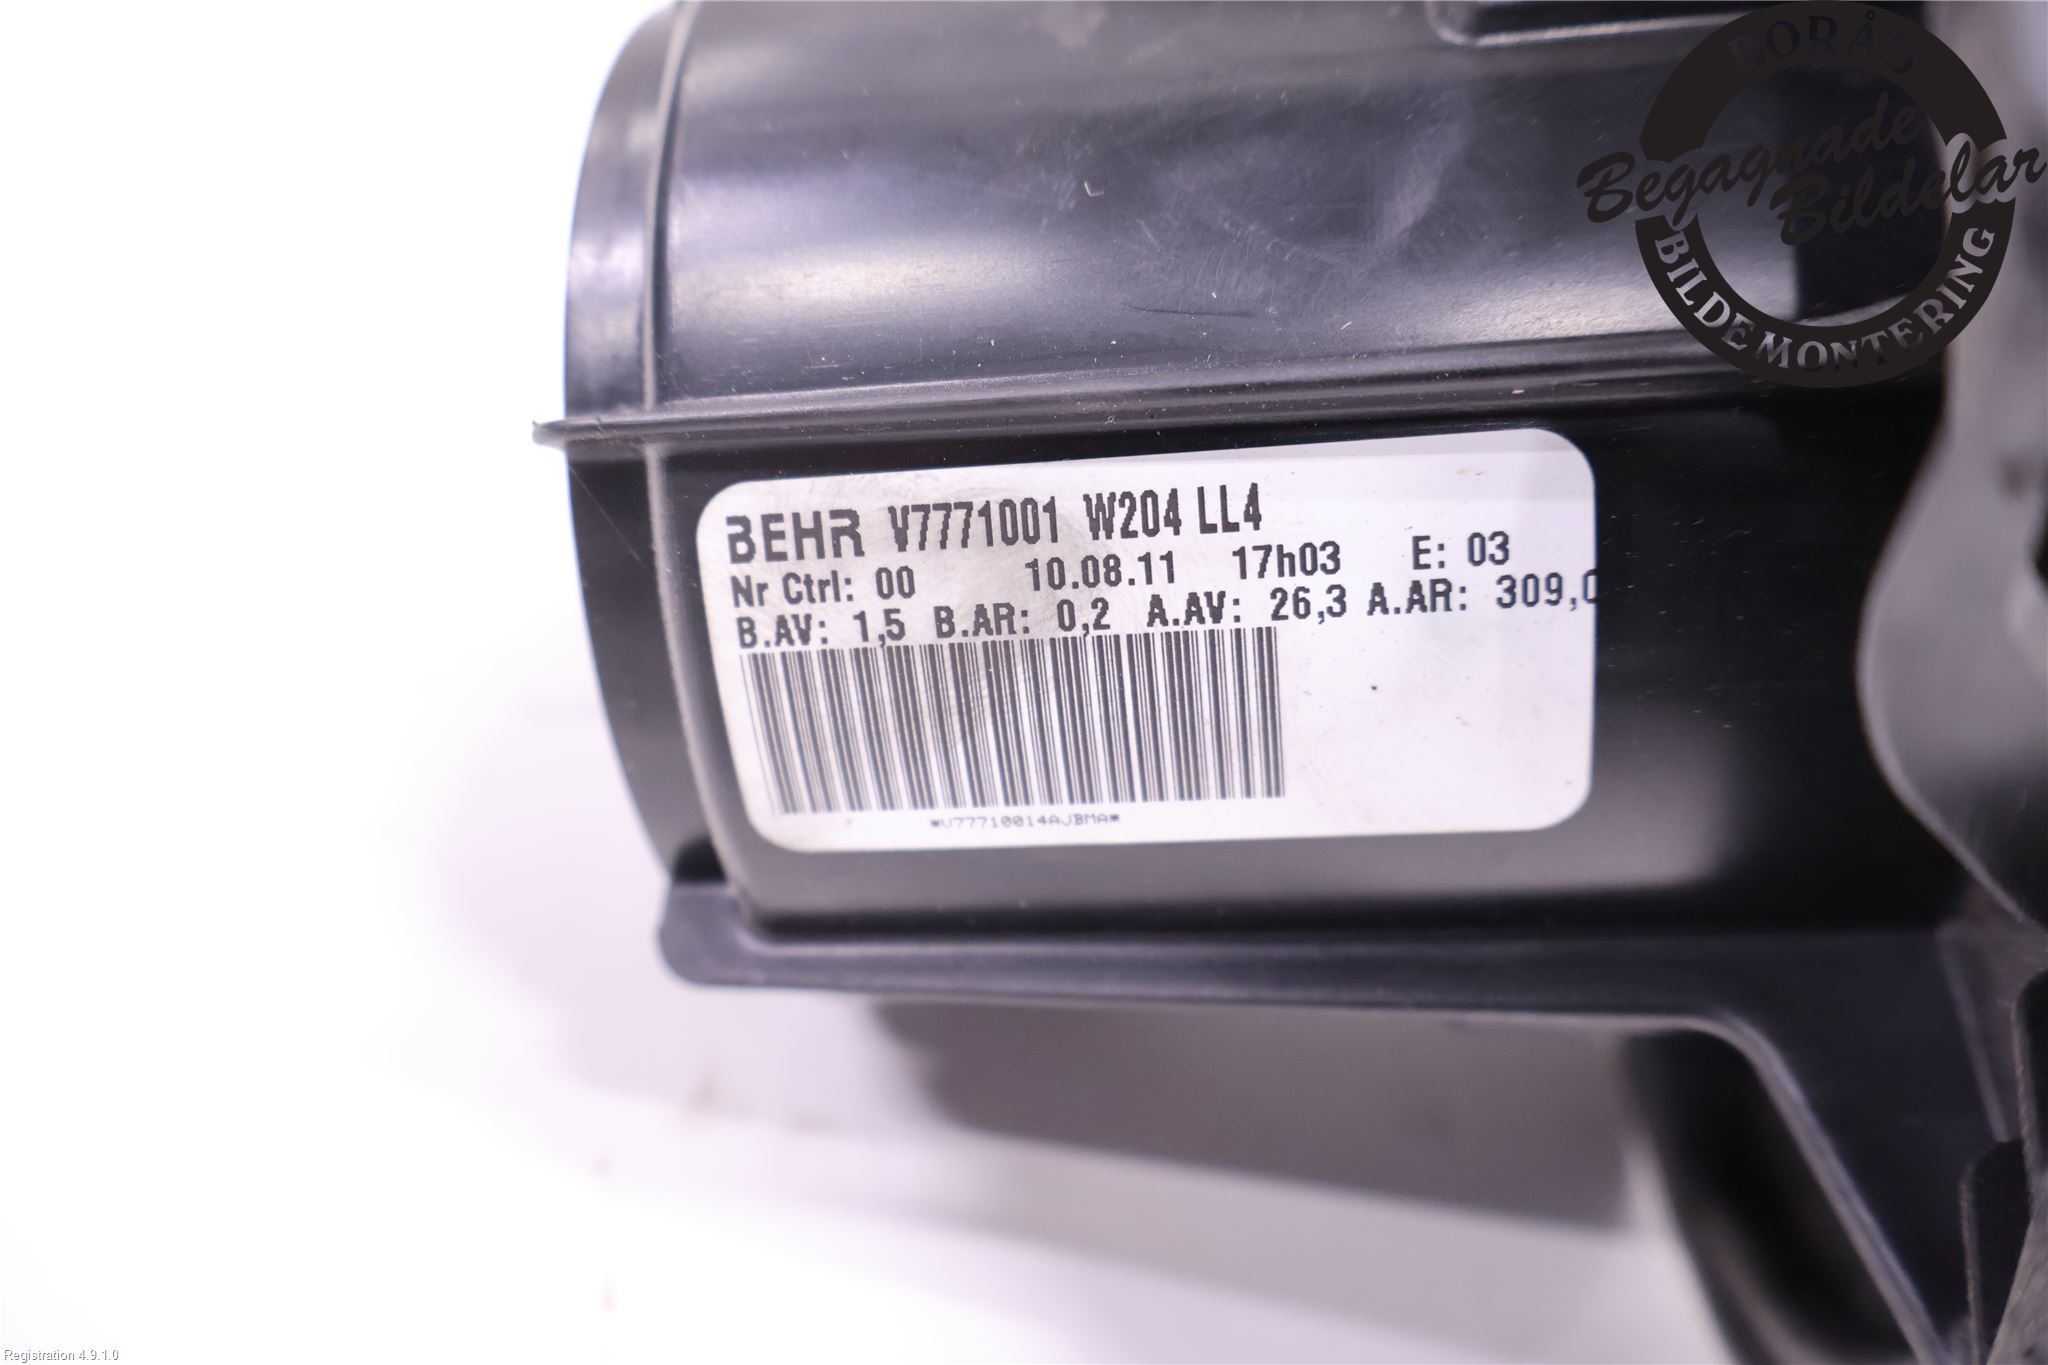 BORÅS
Begagnade
Bildelar
BILDEMONTERING
BEHR V7771001 W204 LL4
Nr Ctrl: 00 10.08.11 17h03 E: 03
B.AV: 1,5 B.AR: 0,2 A.AV: 26,3 A.AR: 309,0
*V77710014AJBMA*
Registration 4.9.1.0